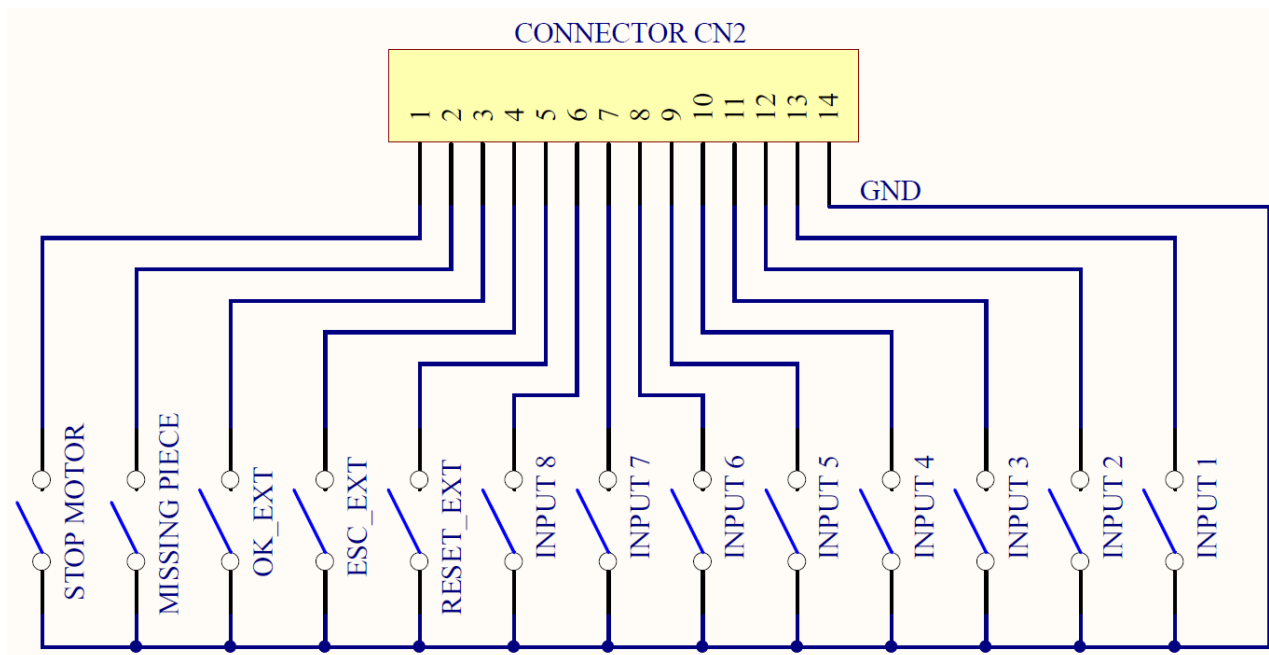 CONNECTOR CN2
1
2
3
4
5
6
7
8
9
10
11
12
13
14
GND
STOP MOTOR
MISSING PIECE
OK_EXT
ESC_EXT
RESET_EXT
INPUT 8
INPUT 7
INPUT 6
INPUT 5
INPUT 4
INPUT 3
INPUT 2
INPUT 1